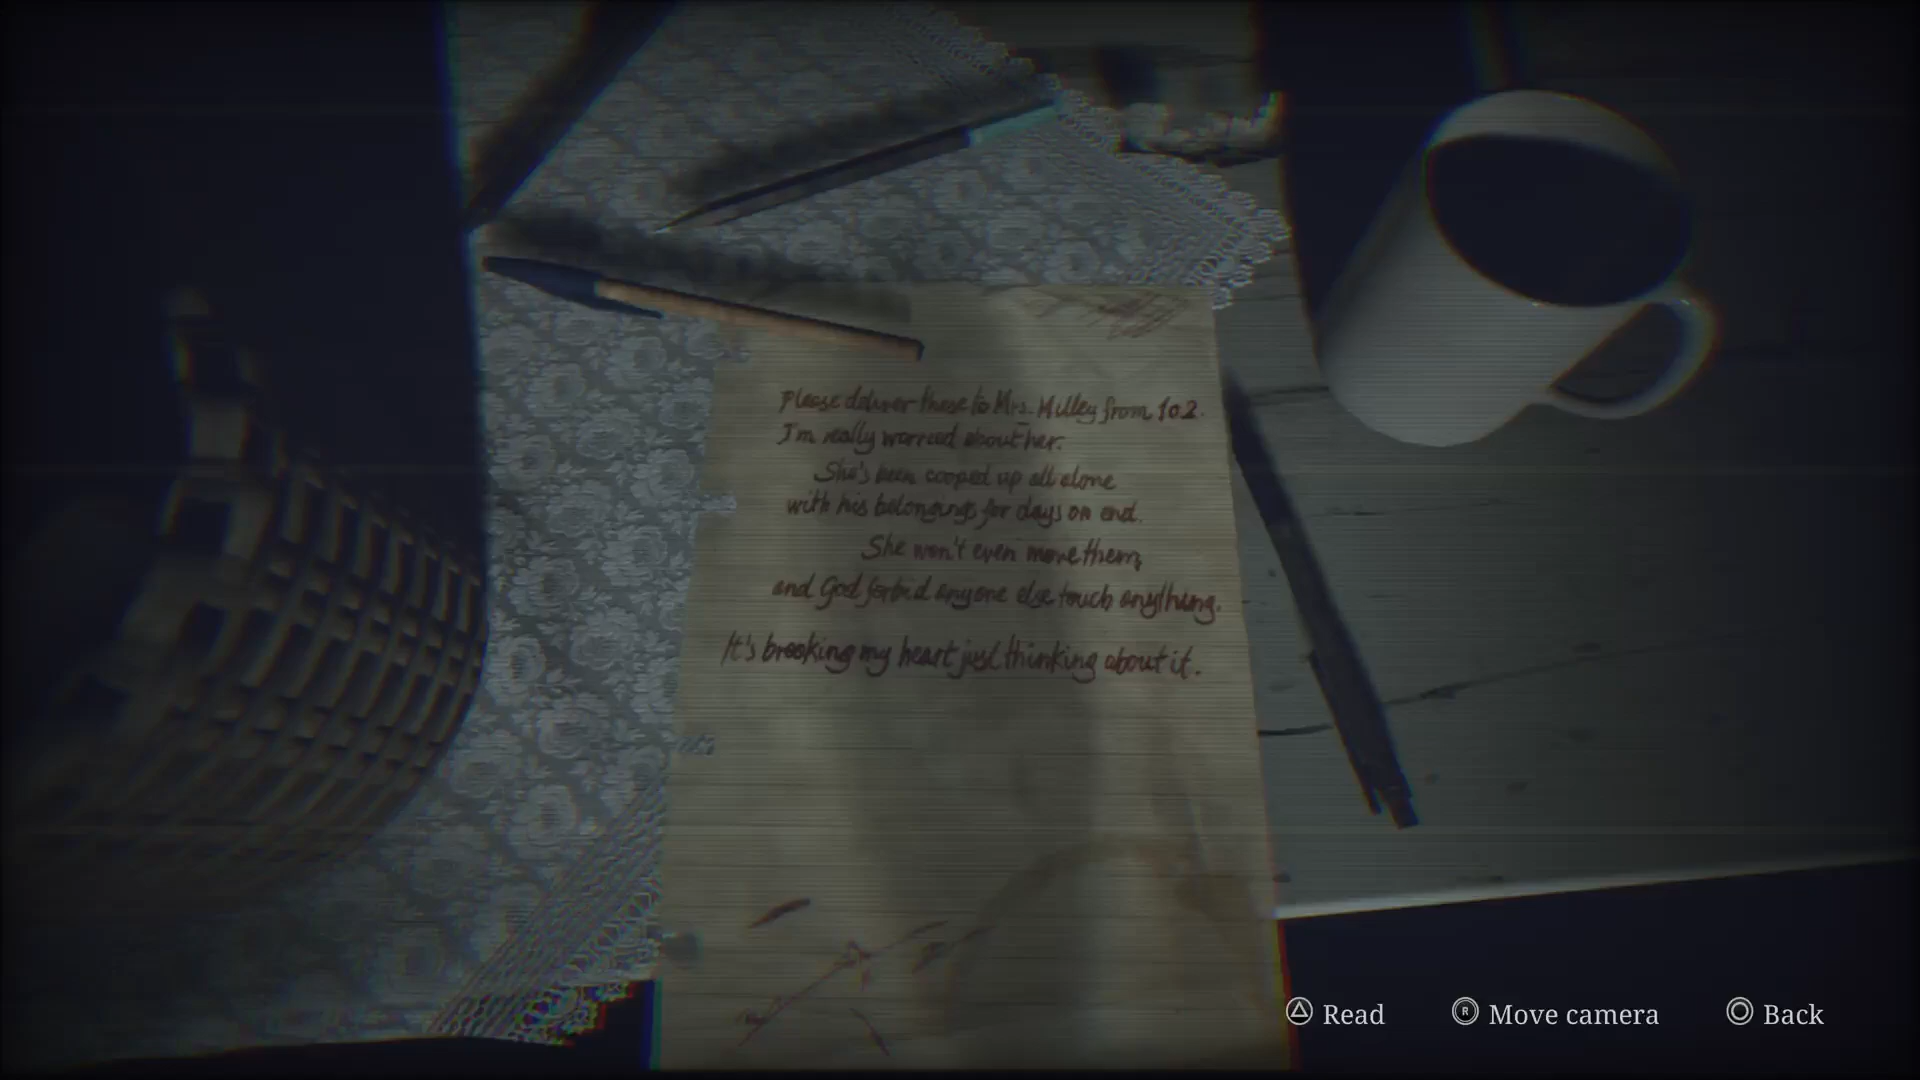 Please deliver these to Mrs. Hilley from 102.
I'm really worried about her.
She's been cooped up all alone
with his belongings for days on end.
She won't even move them,
and God forbid anyone else touch anything.
It's breaking my heart just thinking about it.
Read
R
Move camera
Back